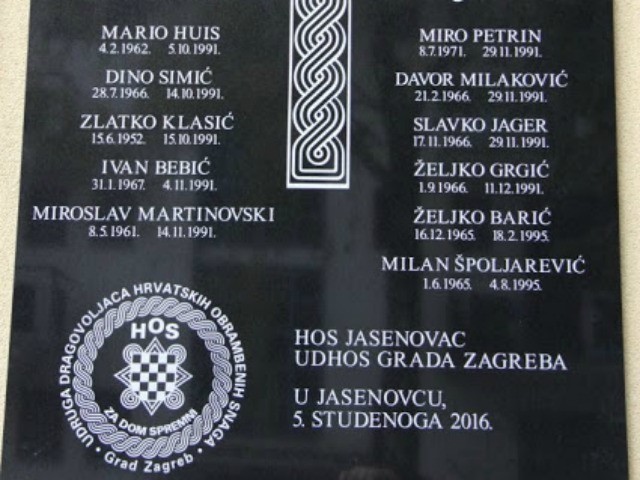 MARIO HUIS
4.2.1962. 5.10.1991.
DINO SIMIĆ
28.7.1966. 14.10.1991.
ZLATKO KLASIĆ
15.6.1952. 15.10.1991.
IVAN BEBIĆ
31.1.1967. 4.11.1991.
MIROSLAV MARTINOVSKI
8.5.1961. 14.11.1991.
MIRO PETRIN
8.7.1971. 29.11.1991.
DAVOR MILAKOVIĆ
21.2.1966. 29.11.1991.
SLAVKO JAGER
17.11.1966. 29.11.1991.
ŽELJKO GRGIĆ
1.9.1966. 11.12.1991.
ŽELJKO BARIĆ
16.12.1965. 18.2.1995.
MILAN ŠPOLJAREVIĆ
1.6.1965. 4.8.1995.
UDRUGA DRAGOVOLJACA HRVATSKIH OBRAMBENIH SNAGA
HOS
ZA DOM SPREMNI
• Grad Zagreb •
HOS JASENOVAC
UDHOS GRADA ZAGREBA
U JASENOVCU,
5. STUDENOGA 2016.